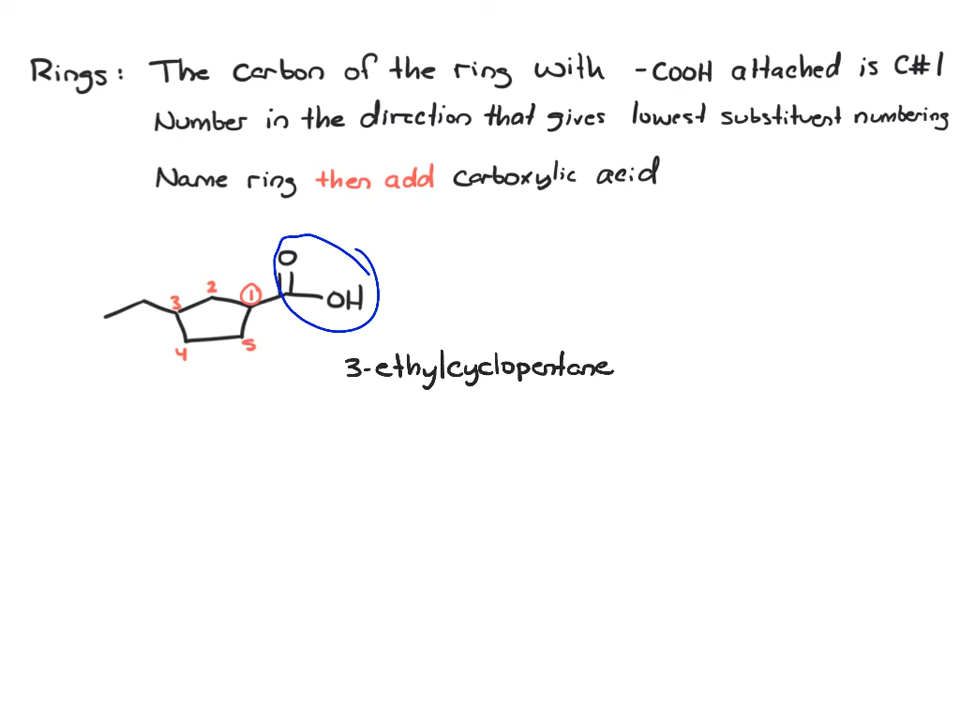 Rings: The carbon of the ring with -COOH attached is C#1
Number in the direction that gives lowest substituent numbering
Name ring then add carboxylic acid
O
OH
1
2
3
4
5
3-ethylcyclopentane